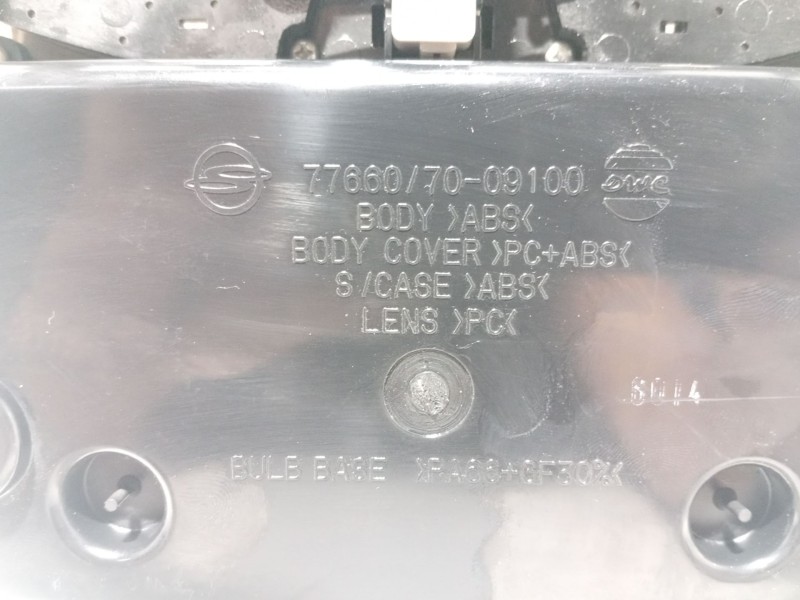 77660/70-09100
BODY >ABS<
BODY COVER >PC+ABS<
S/CASE >ABS<
LENS >PC<
6014
BULB BASE